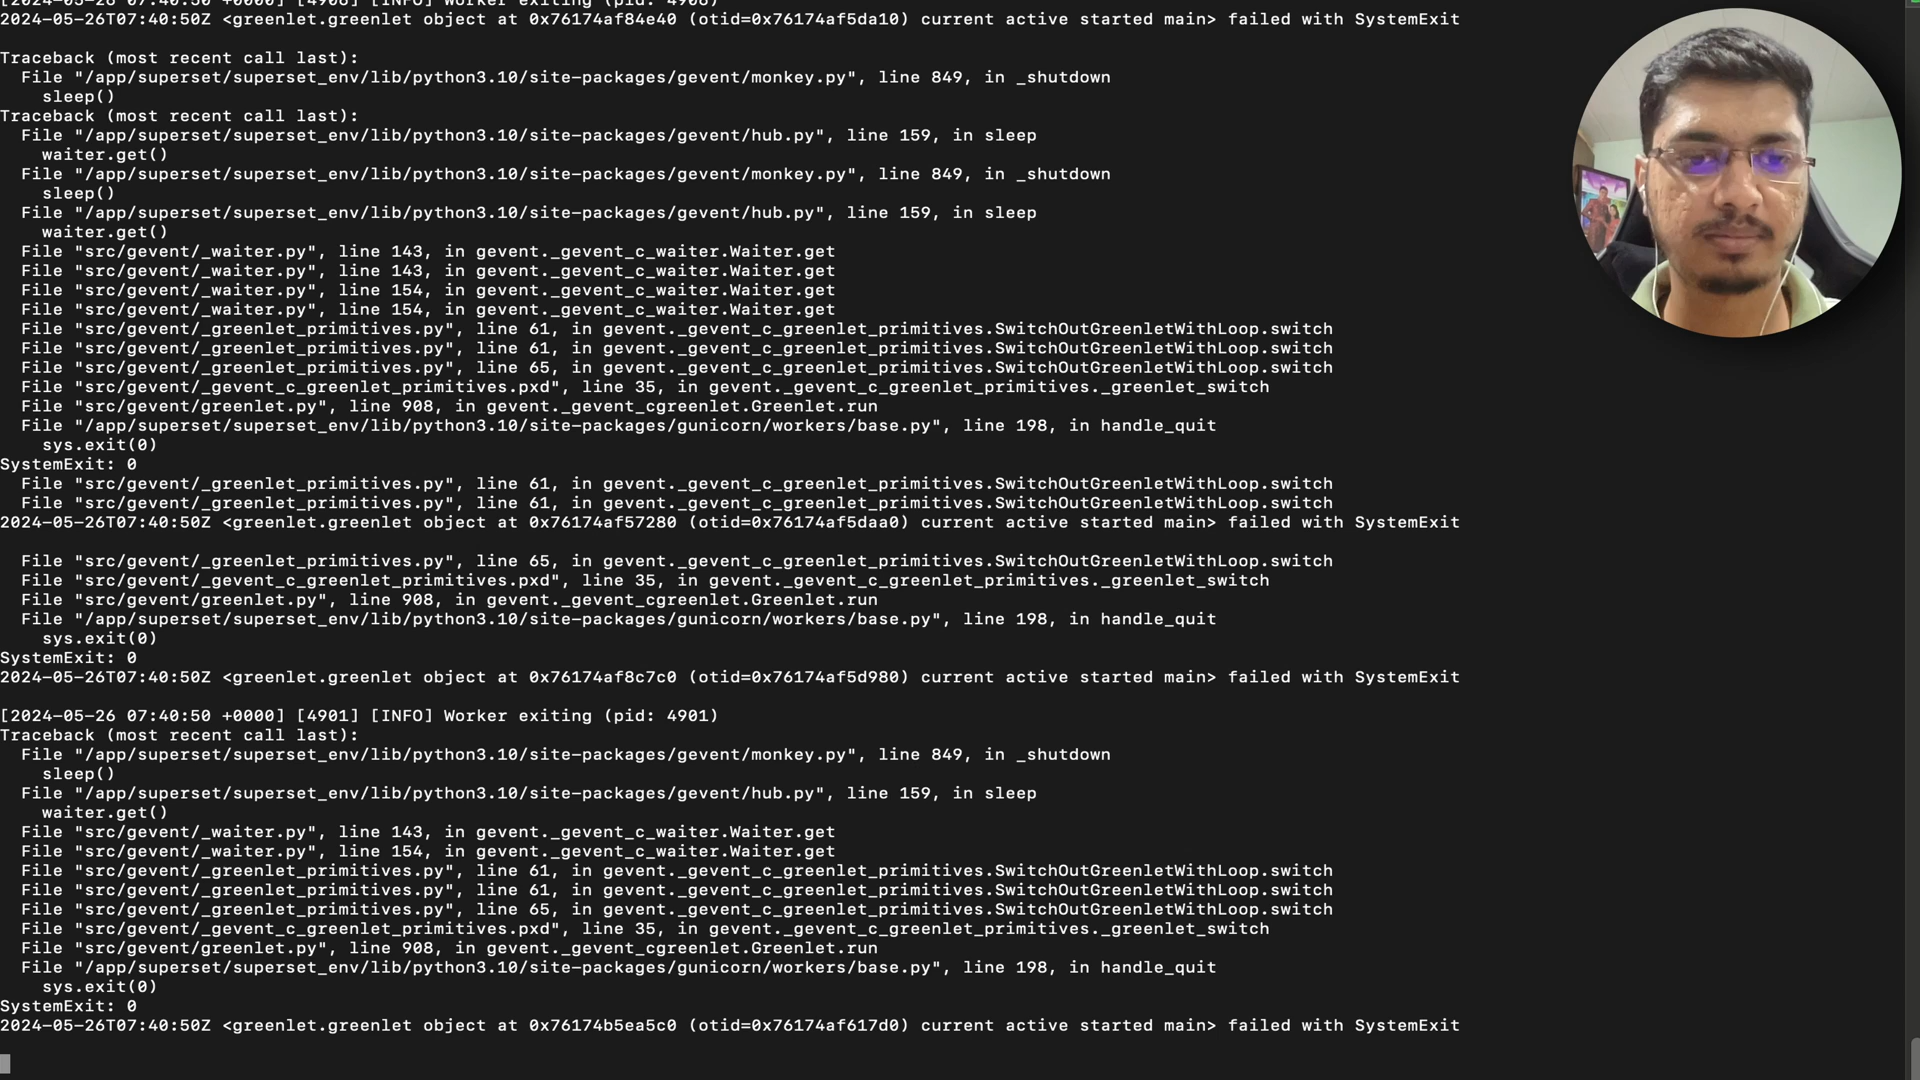 [2024-05-26 07:40:50 +0000] [4906] [INFO] Worker exiting (pid: 4906)
2024-05-26T07:40:50Z <greenlet.greenlet object at 0x76174af84e40 (otid=0x76174af5da10) current active started main> failed with SystemExit
Traceback (most recent call last):
  File "/app/superset/superset_env/lib/python3.10/site-packages/gevent/monkey.py", line 849, in _shutdown
    sleep()
Traceback (most recent call last):
  File "/app/superset/superset_env/lib/python3.10/site-packages/gevent/hub.py", line 159, in sleep
    waiter.get()
  File "/app/superset/superset_env/lib/python3.10/site-packages/gevent/monkey.py", line 849, in _shutdown
    sleep()
  File "/app/superset/superset_env/lib/python3.10/site-packages/gevent/hub.py", line 159, in sleep
    waiter.get()
  File "src/gevent/_waiter.py", line 143, in gevent._gevent_c_waiter.Waiter.get
  File "src/gevent/_waiter.py", line 143, in gevent._gevent_c_waiter.Waiter.get
  File "src/gevent/_waiter.py", line 154, in gevent._gevent_c_waiter.Waiter.get
  File "src/gevent/_waiter.py", line 154, in gevent._gevent_c_waiter.Waiter.get
  File "src/gevent/_greenlet_primitives.py", line 61, in gevent._gevent_c_greenlet_primitives.SwitchOutGreenletWithLoop.switch
  File "src/gevent/_greenlet_primitives.py", line 61, in gevent._gevent_c_greenlet_primitives.SwitchOutGreenletWithLoop.switch
  File "src/gevent/_greenlet_primitives.py", line 65, in gevent._gevent_c_greenlet_primitives.SwitchOutGreenletWithLoop.switch
  File "src/gevent/_gevent_c_greenlet_primitives.pxd", line 35, in gevent._gevent_c_greenlet_primitives._greenlet_switch
  File "src/gevent/greenlet.py", line 908, in gevent._gevent_cgreenlet.Greenlet.run
  File "/app/superset/superset_env/lib/python3.10/site-packages/gunicorn/workers/base.py", line 198, in handle_quit
    sys.exit(0)
SystemExit: 0
  File "src/gevent/_greenlet_primitives.py", line 61, in gevent._gevent_c_greenlet_primitives.SwitchOutGreenletWithLoop.switch
  File "src/gevent/_greenlet_primitives.py", line 61, in gevent._gevent_c_greenlet_primitives.SwitchOutGreenletWithLoop.switch
2024-05-26T07:40:50Z <greenlet.greenlet object at 0x76174af57280 (otid=0x76174af5daa0) current active started main> failed with SystemExit
  File "src/gevent/_greenlet_primitives.py", line 65, in gevent._gevent_c_greenlet_primitives.SwitchOutGreenletWithLoop.switch
  File "src/gevent/_gevent_c_greenlet_primitives.pxd", line 35, in gevent._gevent_c_greenlet_primitives._greenlet_switch
  File "src/gevent/greenlet.py", line 908, in gevent._gevent_cgreenlet.Greenlet.run
  File "/app/superset/superset_env/lib/python3.10/site-packages/gunicorn/workers/base.py", line 198, in handle_quit
    sys.exit(0)
SystemExit: 0
2024-05-26T07:40:50Z <greenlet.greenlet object at 0x76174af8c7c0 (otid=0x76174af5d980) current active started main> failed with SystemExit
[2024-05-26 07:40:50 +0000] [4901] [INFO] Worker exiting (pid: 4901)
Traceback (most recent call last):
  File "/app/superset/superset_env/lib/python3.10/site-packages/gevent/monkey.py", line 849, in _shutdown
    sleep()
  File "/app/superset/superset_env/lib/python3.10/site-packages/gevent/hub.py", line 159, in sleep
    waiter.get()
  File "src/gevent/_waiter.py", line 143, in gevent._gevent_c_waiter.Waiter.get
  File "src/gevent/_waiter.py", line 154, in gevent._gevent_c_waiter.Waiter.get
  File "src/gevent/_greenlet_primitives.py", line 61, in gevent._gevent_c_greenlet_primitives.SwitchOutGreenletWithLoop.switch
  File "src/gevent/_greenlet_primitives.py", line 61, in gevent._gevent_c_greenlet_primitives.SwitchOutGreenletWithLoop.switch
  File "src/gevent/_greenlet_primitives.py", line 65, in gevent._gevent_c_greenlet_primitives.SwitchOutGreenletWithLoop.switch
  File "src/gevent/_gevent_c_greenlet_primitives.pxd", line 35, in gevent._gevent_c_greenlet_primitives._greenlet_switch
  File "src/gevent/greenlet.py", line 908, in gevent._gevent_cgreenlet.Greenlet.run
  File "/app/superset/superset_env/lib/python3.10/site-packages/gunicorn/workers/base.py", line 198, in handle_quit
    sys.exit(0)
SystemExit: 0
2024-05-26T07:40:50Z <greenlet.greenlet object at 0x76174b5ea5c0 (otid=0x76174af617d0) current active started main> failed with SystemExit